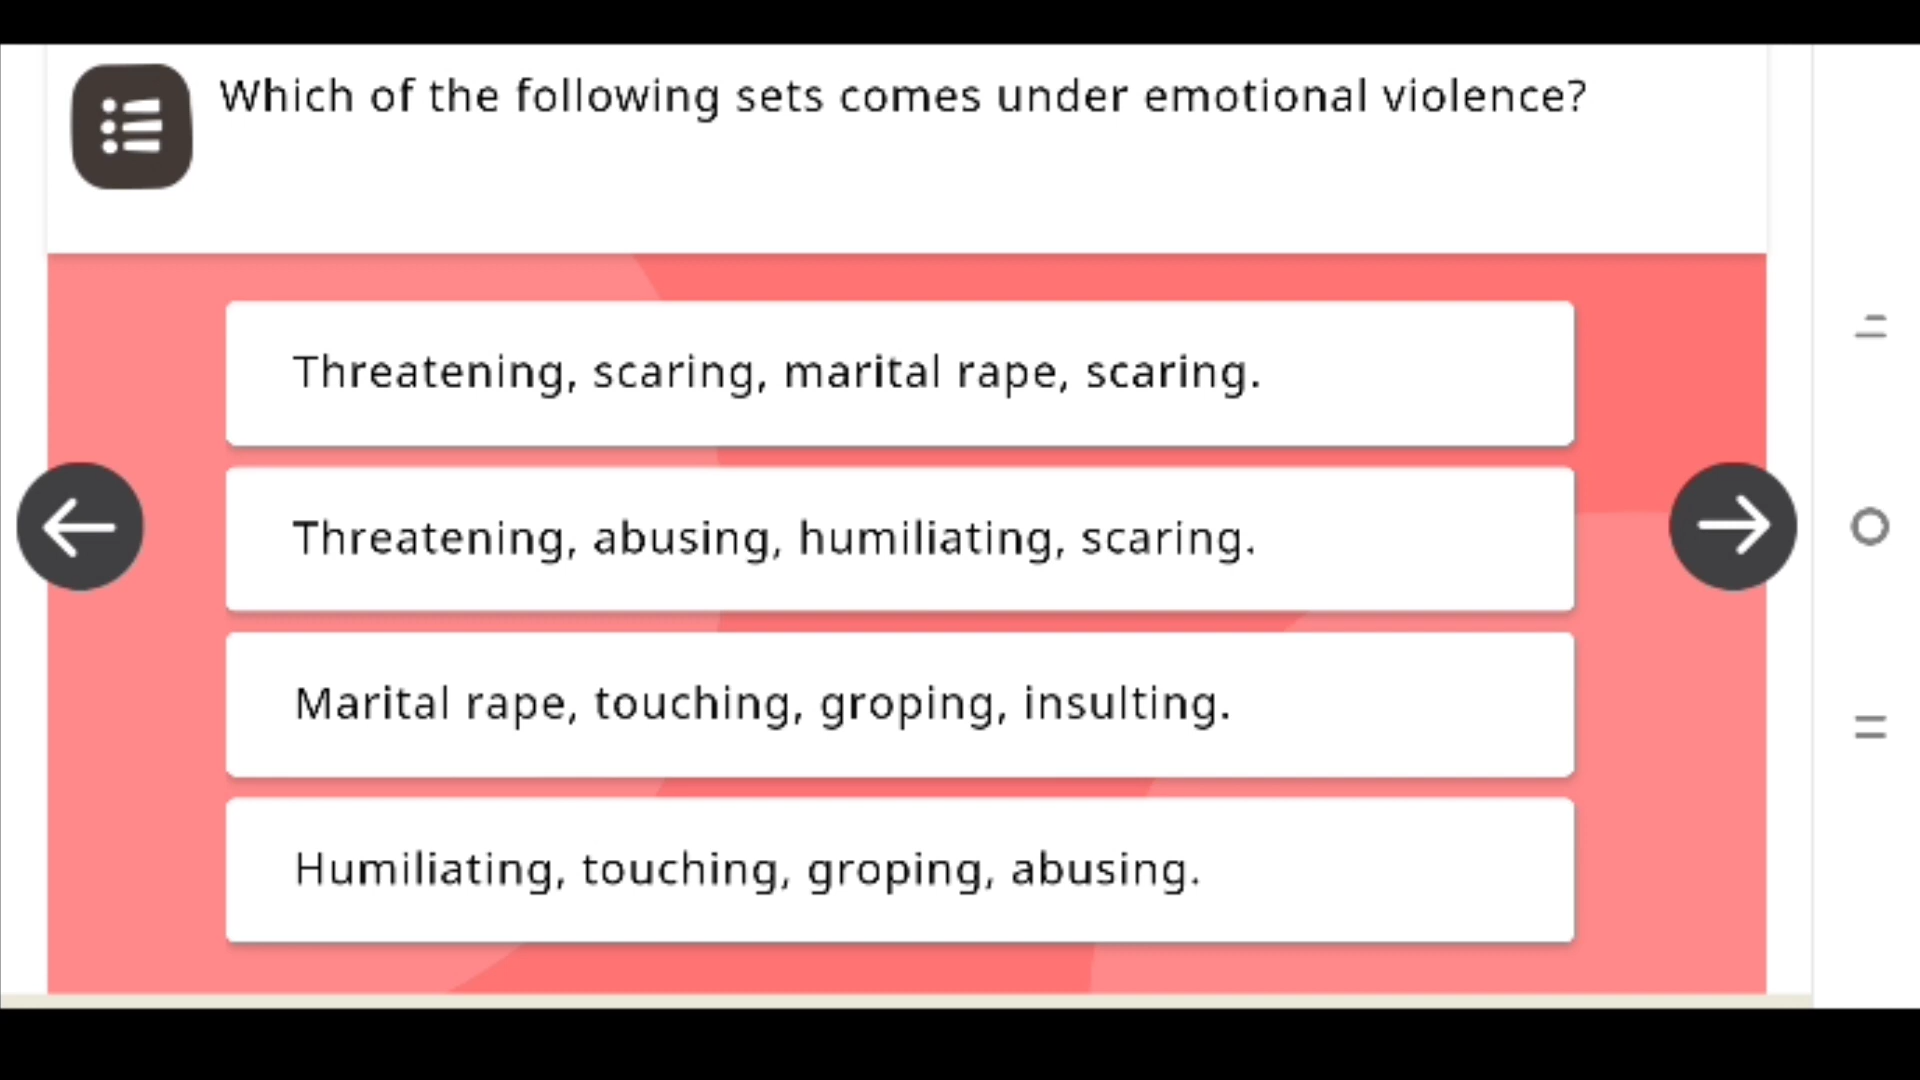 Which of the following sets comes under emotional violence?
Threatening, scaring, marital rape, scaring.
Threatening, abusing, humiliating, scaring.
Marital rape, touching, groping, insulting.
Humiliating, touching, groping, abusing.